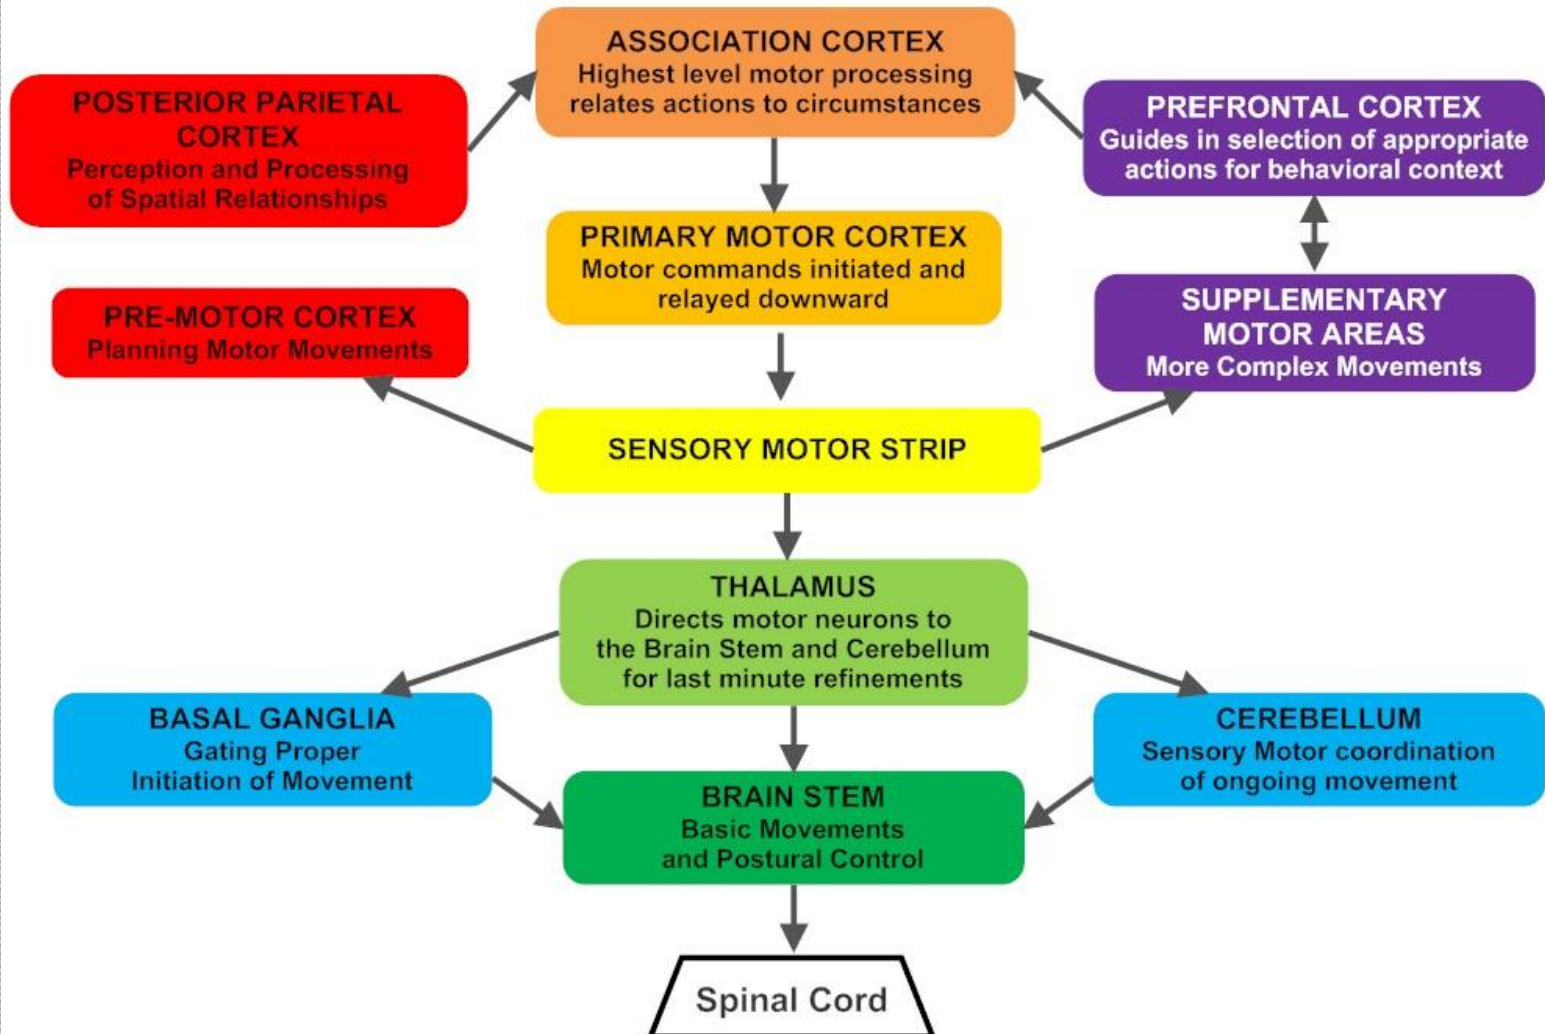 ASSOCIATION CORTEX
Highest level motor processing
relates actions to circumstances
POSTERIOR PARIETAL
CORTEX
Perception and Processing
of Spatial Relationships
PREFRONTAL CORTEX
Guides in selection of appropriate
actions for behavioral context
PRIMARY MOTOR CORTEX
Motor commands initiated and
relayed downward
PRE-MOTOR CORTEX
Planning Motor Movements
SUPPLEMENTARY
MOTOR AREAS
More Complex Movements
SENSORY MOTOR STRIP
THALAMUS
Directs motor neurons to
the Brain Stem and Cerebellum
for last minute refinements
BASAL GANGLIA
Gating Proper
Initiation of Movement
CEREBELLUM
Sensory Motor coordination
of ongoing movement
BRAIN STEM
Basic Movements
and Postural Control
Spinal Cord